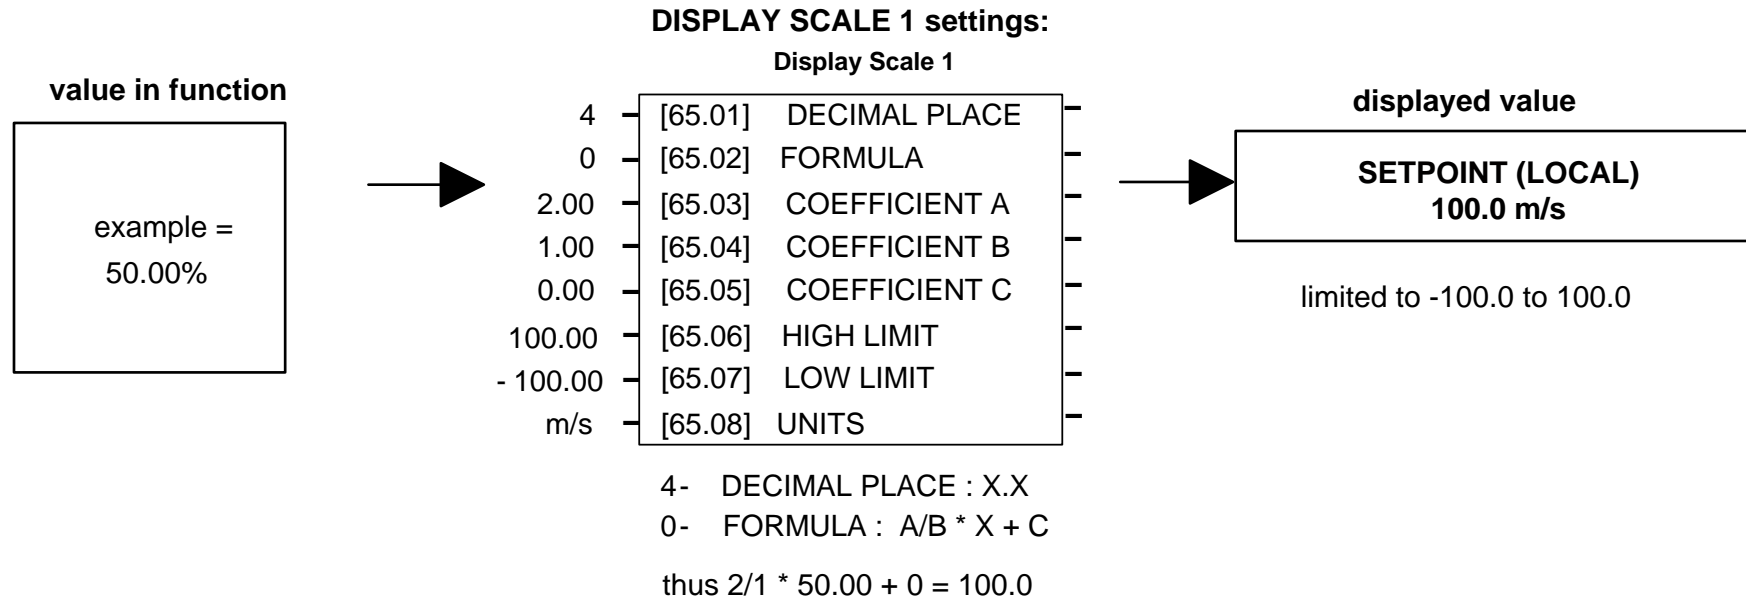 DISPLAY SCALE 1 settings:
Display Scale 1
value in function
example =
50.00%
4 [65.01] DECIMAL PLACE
0 [65.02] FORMULA
2.00 [65.03] COEFFICIENT A
1.00 [65.04] COEFFICIENT B
0.00 [65.05] COEFFICIENT C
100.00 [65.06] HIGH LIMIT
- 100.00 [65.07] LOW LIMIT
m/s [65.08] UNITS
4- DECIMAL PLACE : X.X
0- FORMULA : A/B * X + C
thus 2/1 * 50.00 + 0 = 100.0
displayed value
SETPOINT (LOCAL)
100.0 m/s
limited to -100.0 to 100.0